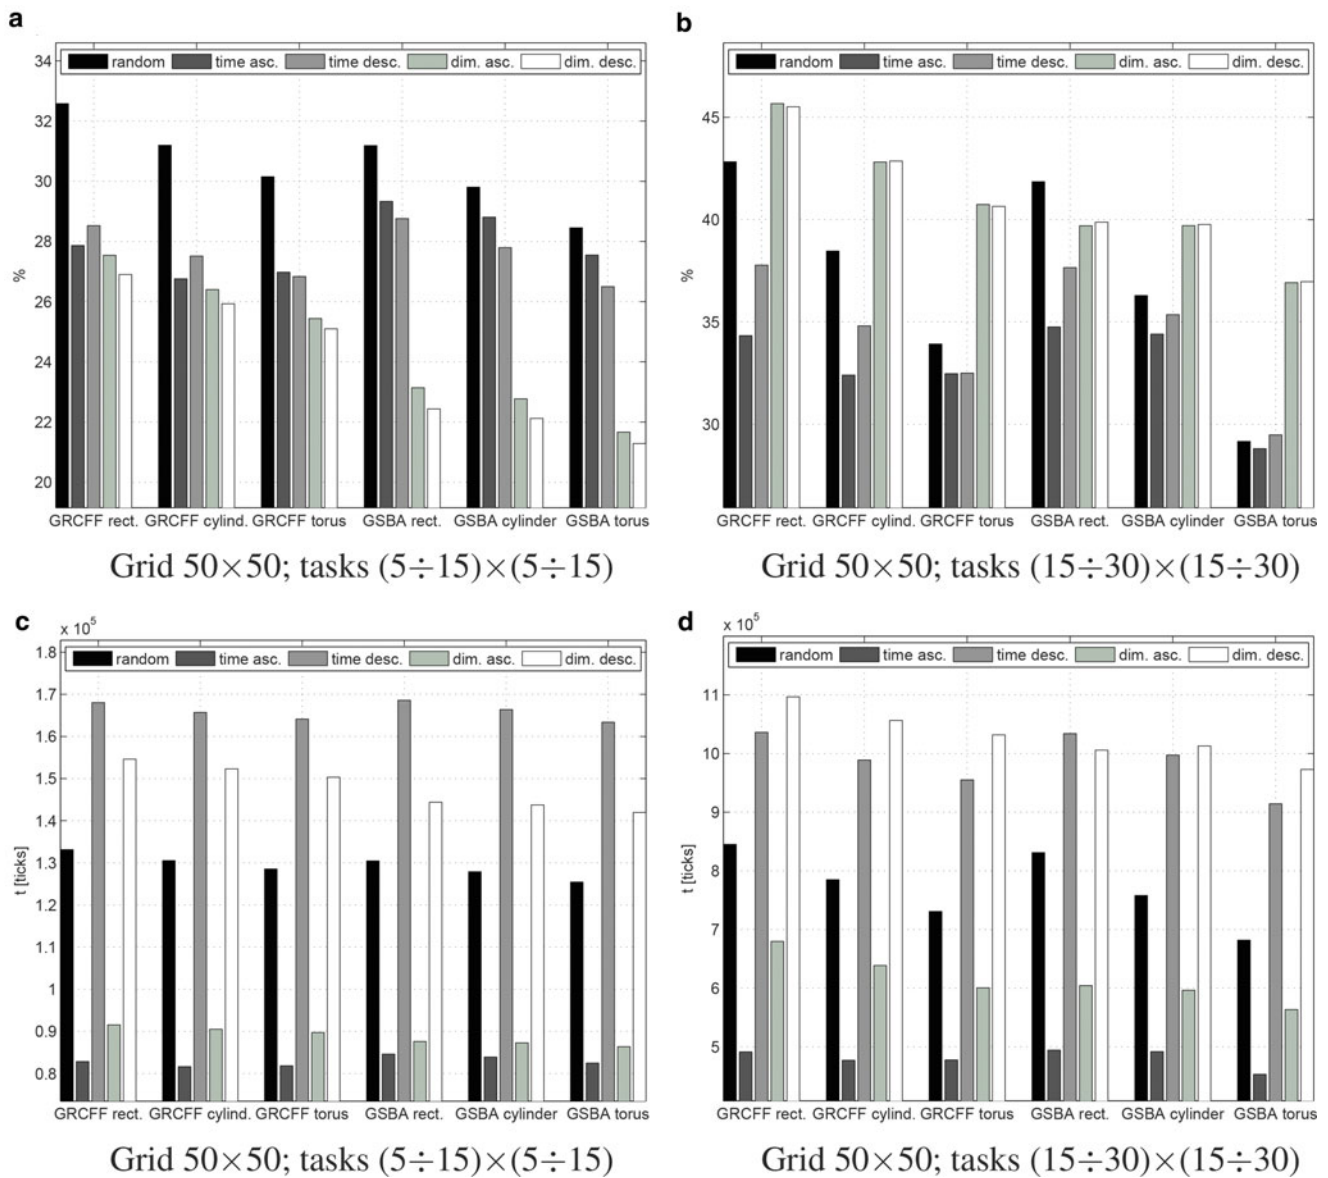 a
random time asc. time desc. dim. asc. dim. desc.
34
32
30
28
26
24
22
20
%
GRCFF rect. GRCFF cylind. GRCFF torus GSBA rect. GSBA cylinder GSBA torus
Grid 50×50; tasks (5÷15)×(5÷15)
b
random time asc. time desc. dim. asc. dim. desc.
45
40
35
30
%
GRCFF rect. GRCFF cylind. GRCFF torus GSBA rect. GSBA cylinder GSBA torus
Grid 50×50; tasks (15÷30)×(15÷30)
c
x 10⁵
random time asc. time desc. dim. asc. dim. desc.
1.8
1.7
1.6
1.5
1.4
1.3
1.2
1.1
1
0.9
0.8
t [ticks]
GRCFF rect. GRCFF cylind. GRCFF torus GSBA rect. GSBA cylinder GSBA torus
Grid 50×50; tasks (5÷15)×(5÷15)
d
x 10⁵
random time asc. time desc. dim. asc. dim. desc.
11
10
9
8
7
6
5
t [ticks]
GRCFF rect. GRCFF cylind. GRCFF torus GSBA rect. GSBA cylinder GSBA torus
Grid 50×50; tasks (15÷30)×(15÷30)